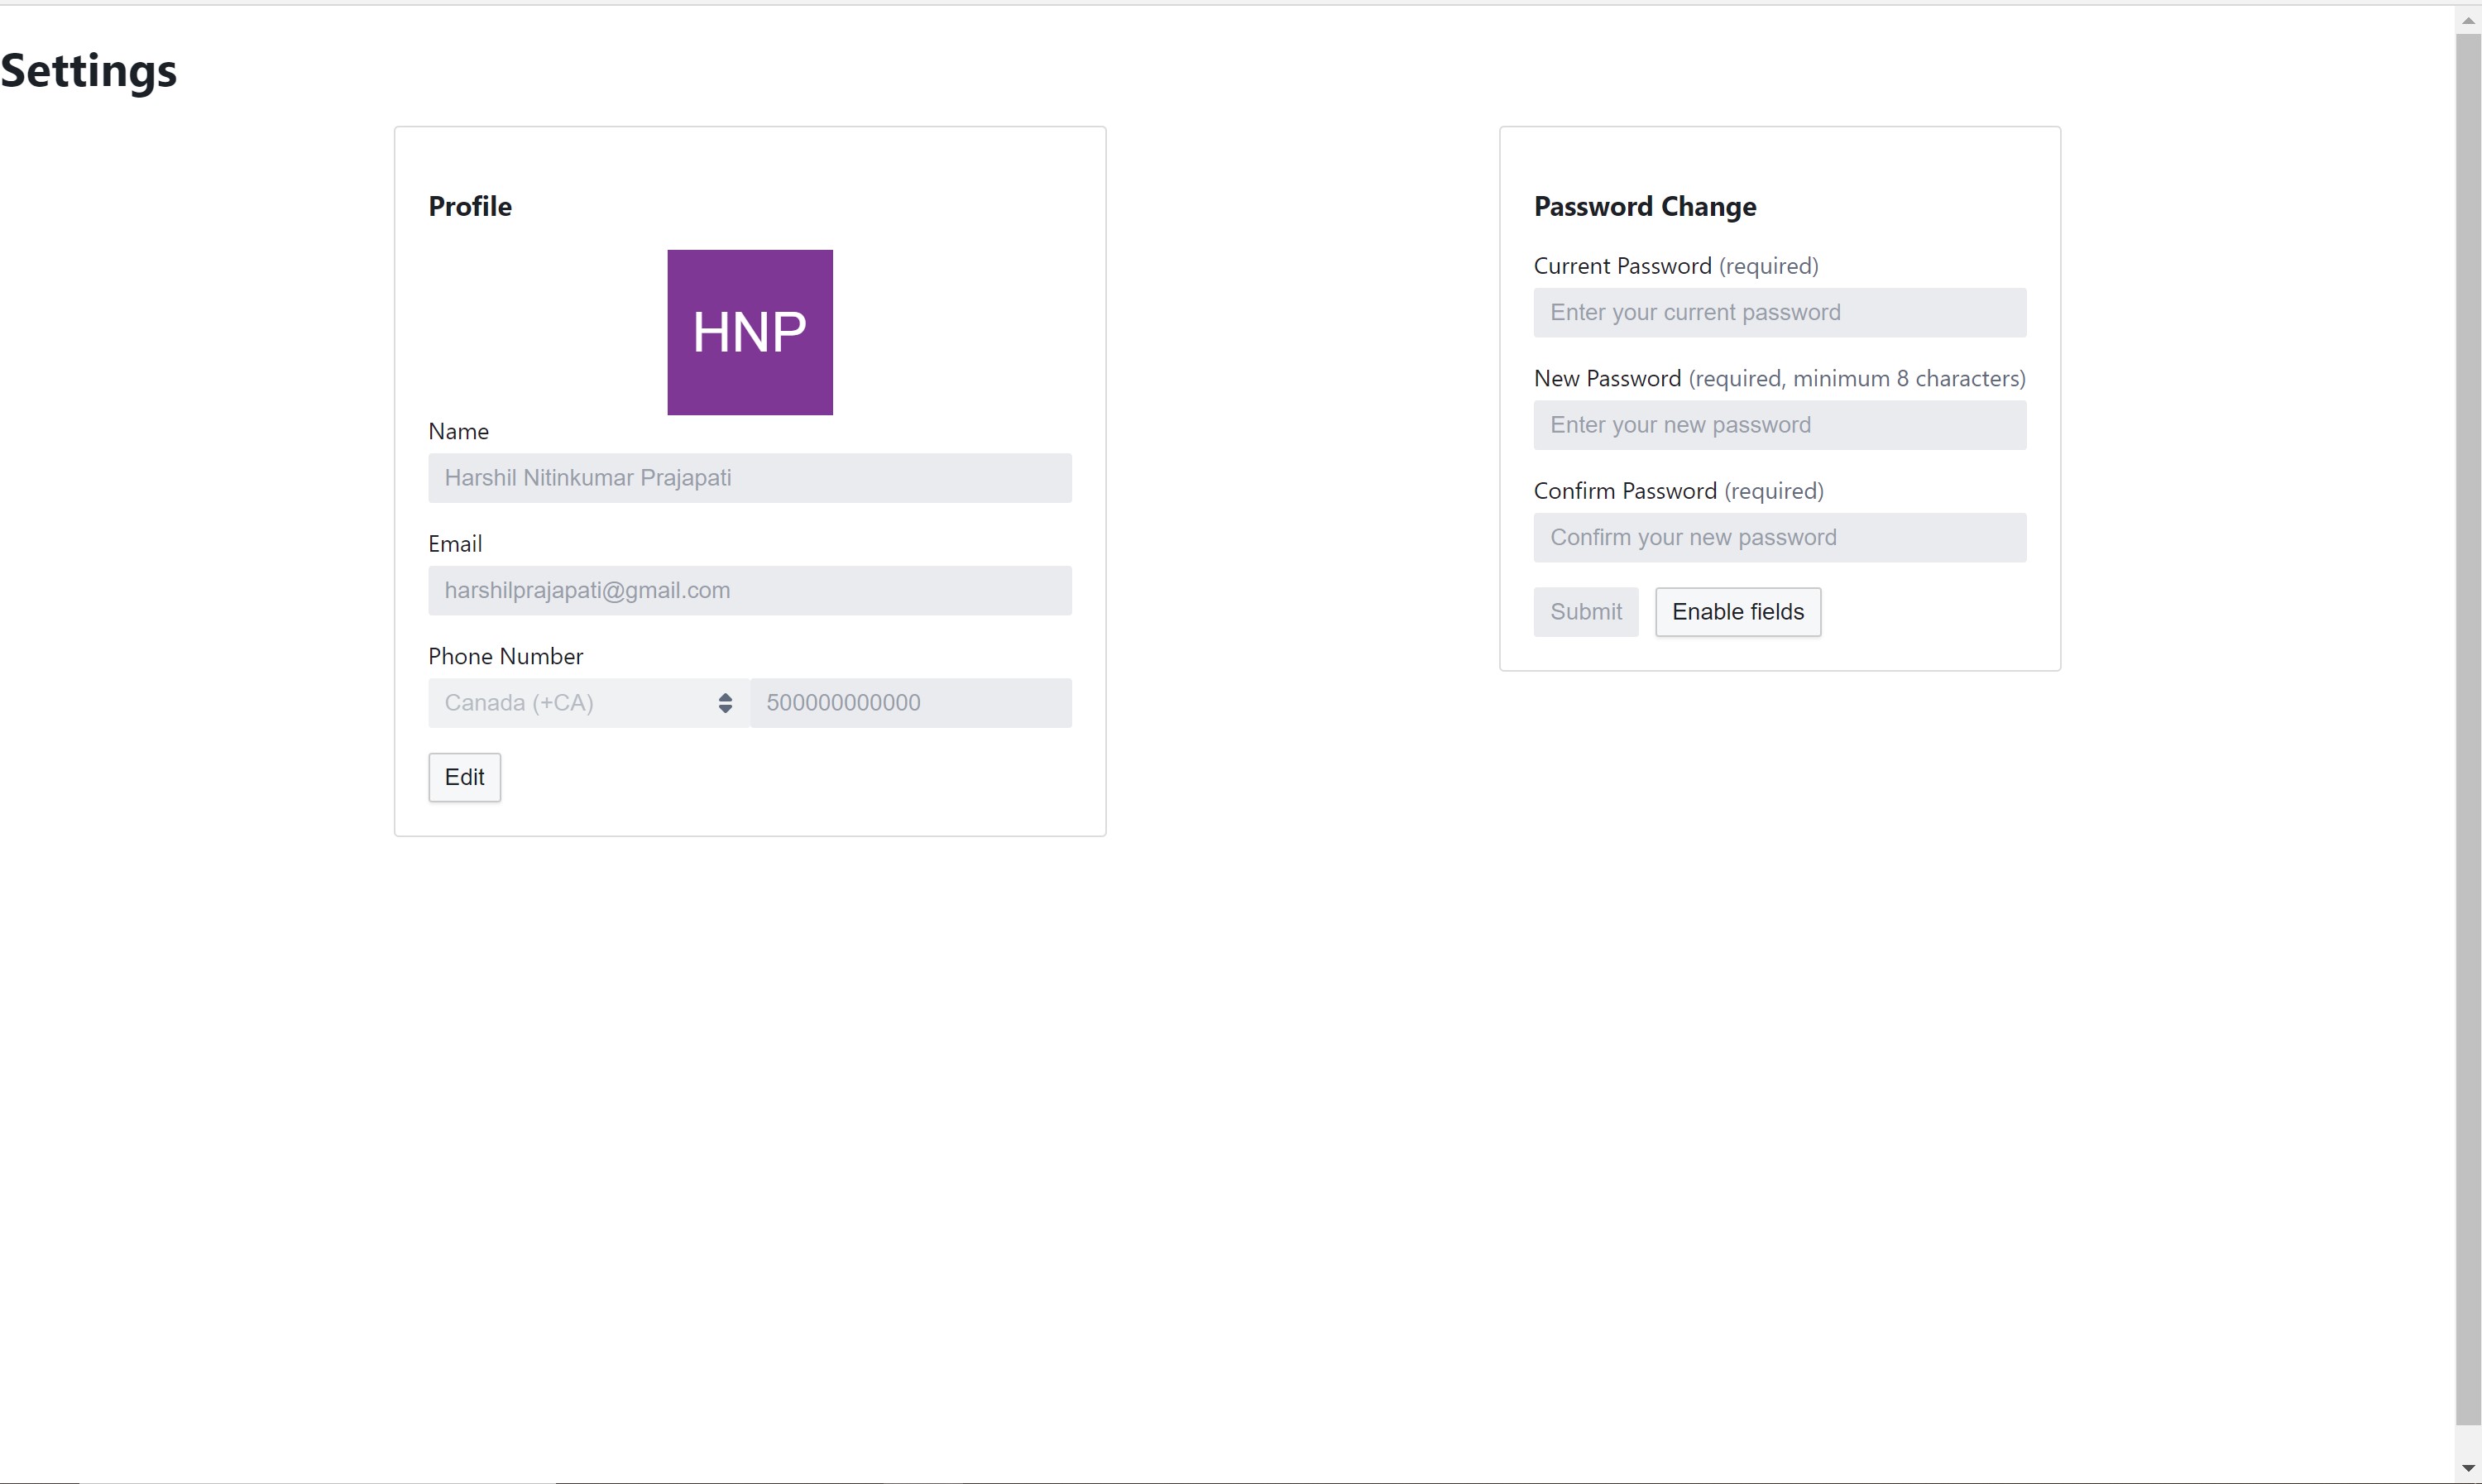 Settings
Profile
HNP
Name
Harshil Nitinkumar Prajapati
Email
harshilprajapati@gmail.com
Phone Number
Canada (+CA) 500000000000
Edit
Password Change
Current Password (required)
Enter your current password
New Password (required, minimum 8 characters)
Enter your new password
Confirm Password (required)
Confirm your new password
Submit Enable fields